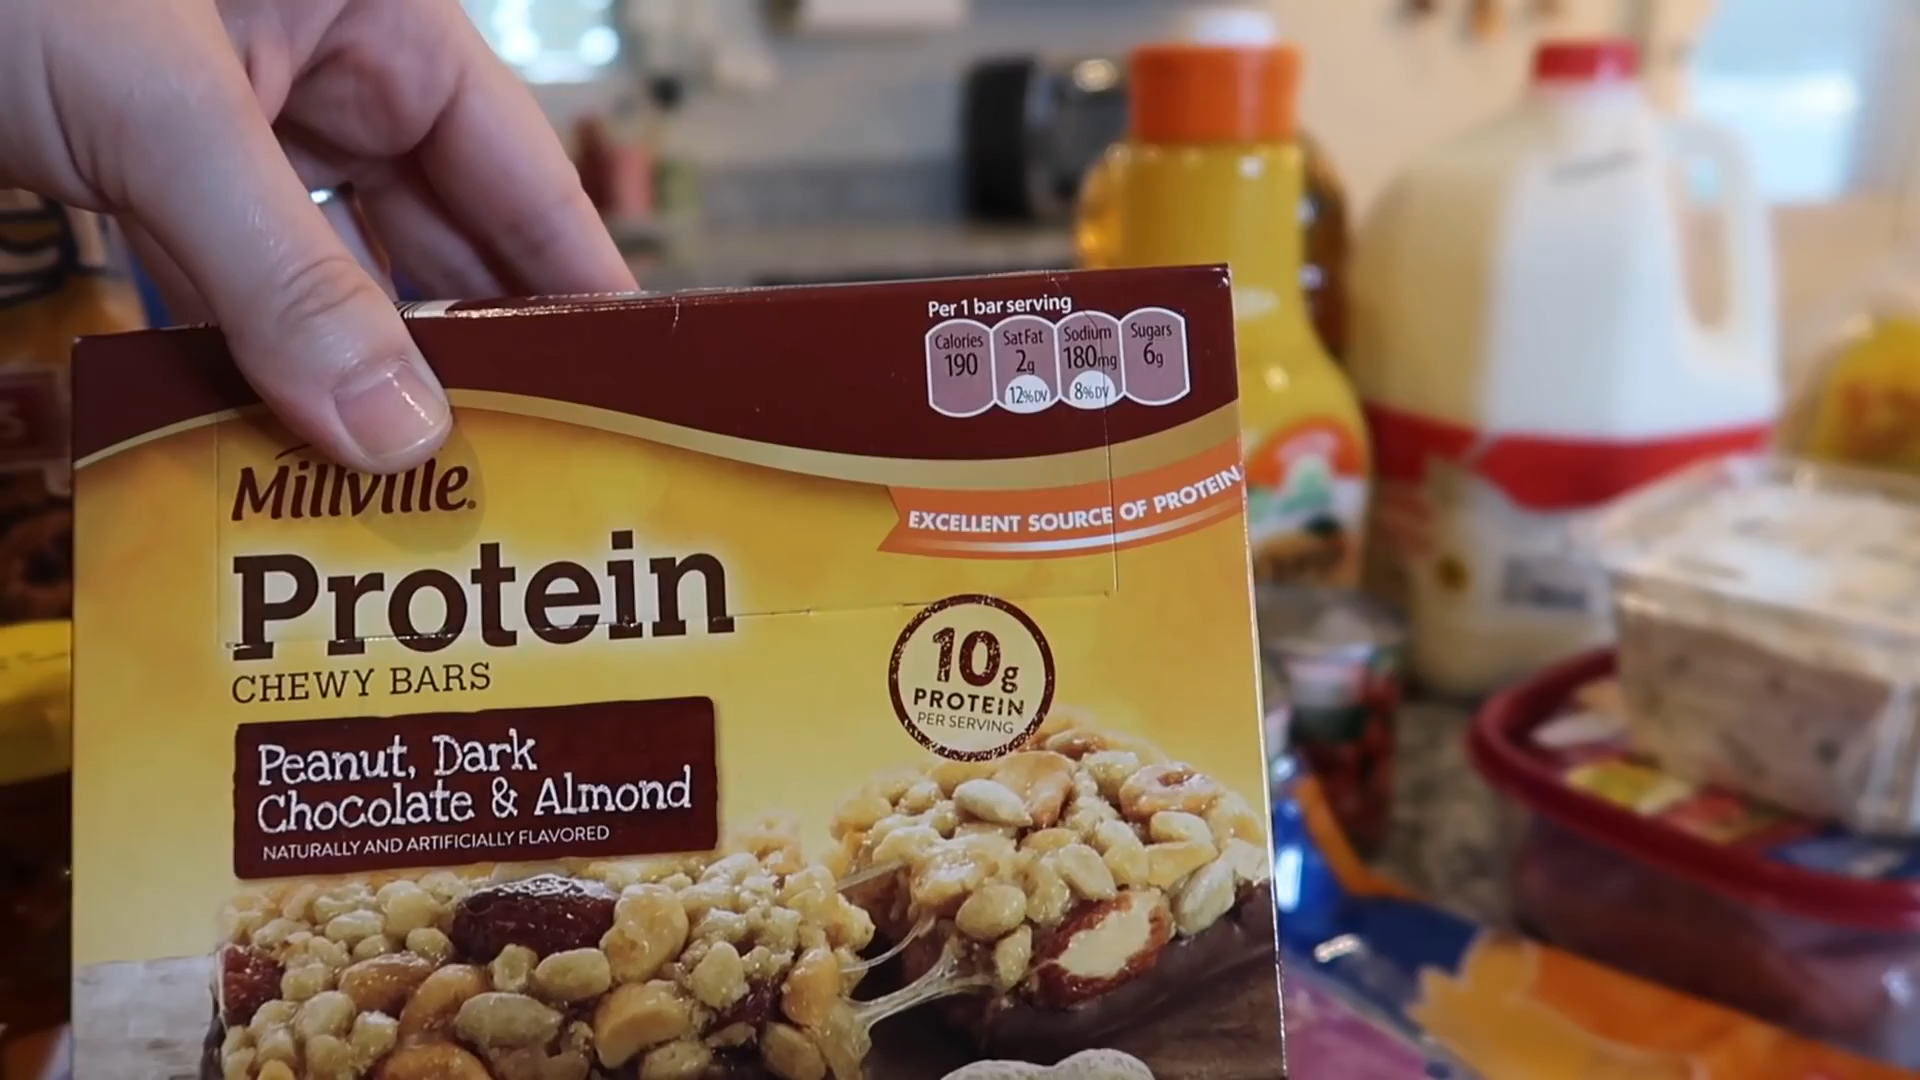 Per 1 bar serving
Calories
190
Sat Fat
2g
12% DV
Sodium
180mg
8% DV
Sugars
6g
Millville®
EXCELLENT SOURCE OF PROTEIN
Protein
CHEWY BARS
10g
PROTEIN
PER SERVING
Peanut, Dark
Chocolate & Almond
NATURALLY AND ARTIFICIALLY FLAVORED